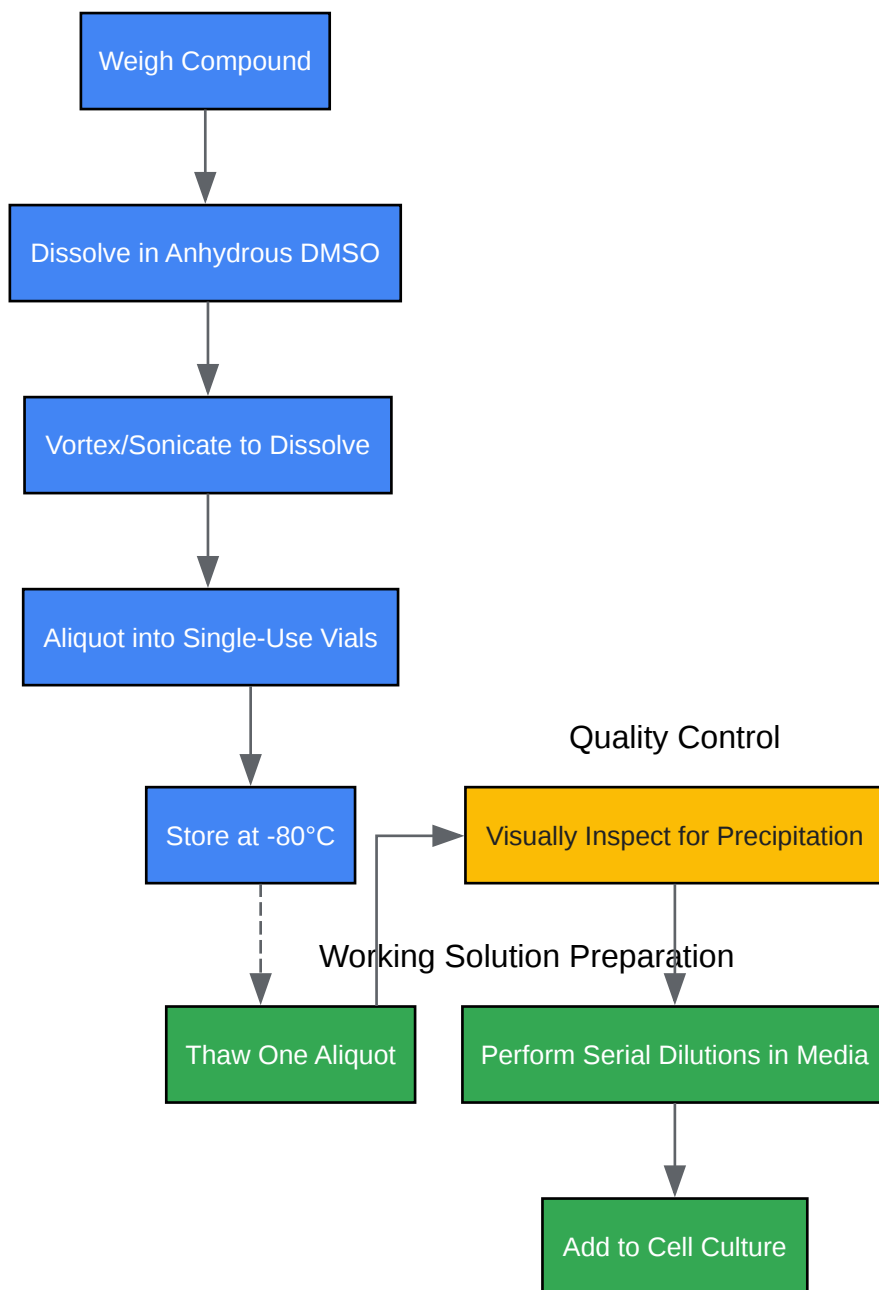 Weigh Compound
Dissolve in Anhydrous DMSO
Vortex/Sonicate to Dissolve
Aliquot into Single-Use Vials
Quality Control
Store at -80°C
Visually Inspect for Precipitation
Working Solution Preparation
Thaw One Aliquot
Perform Serial Dilutions in Media
Add to Cell Culture